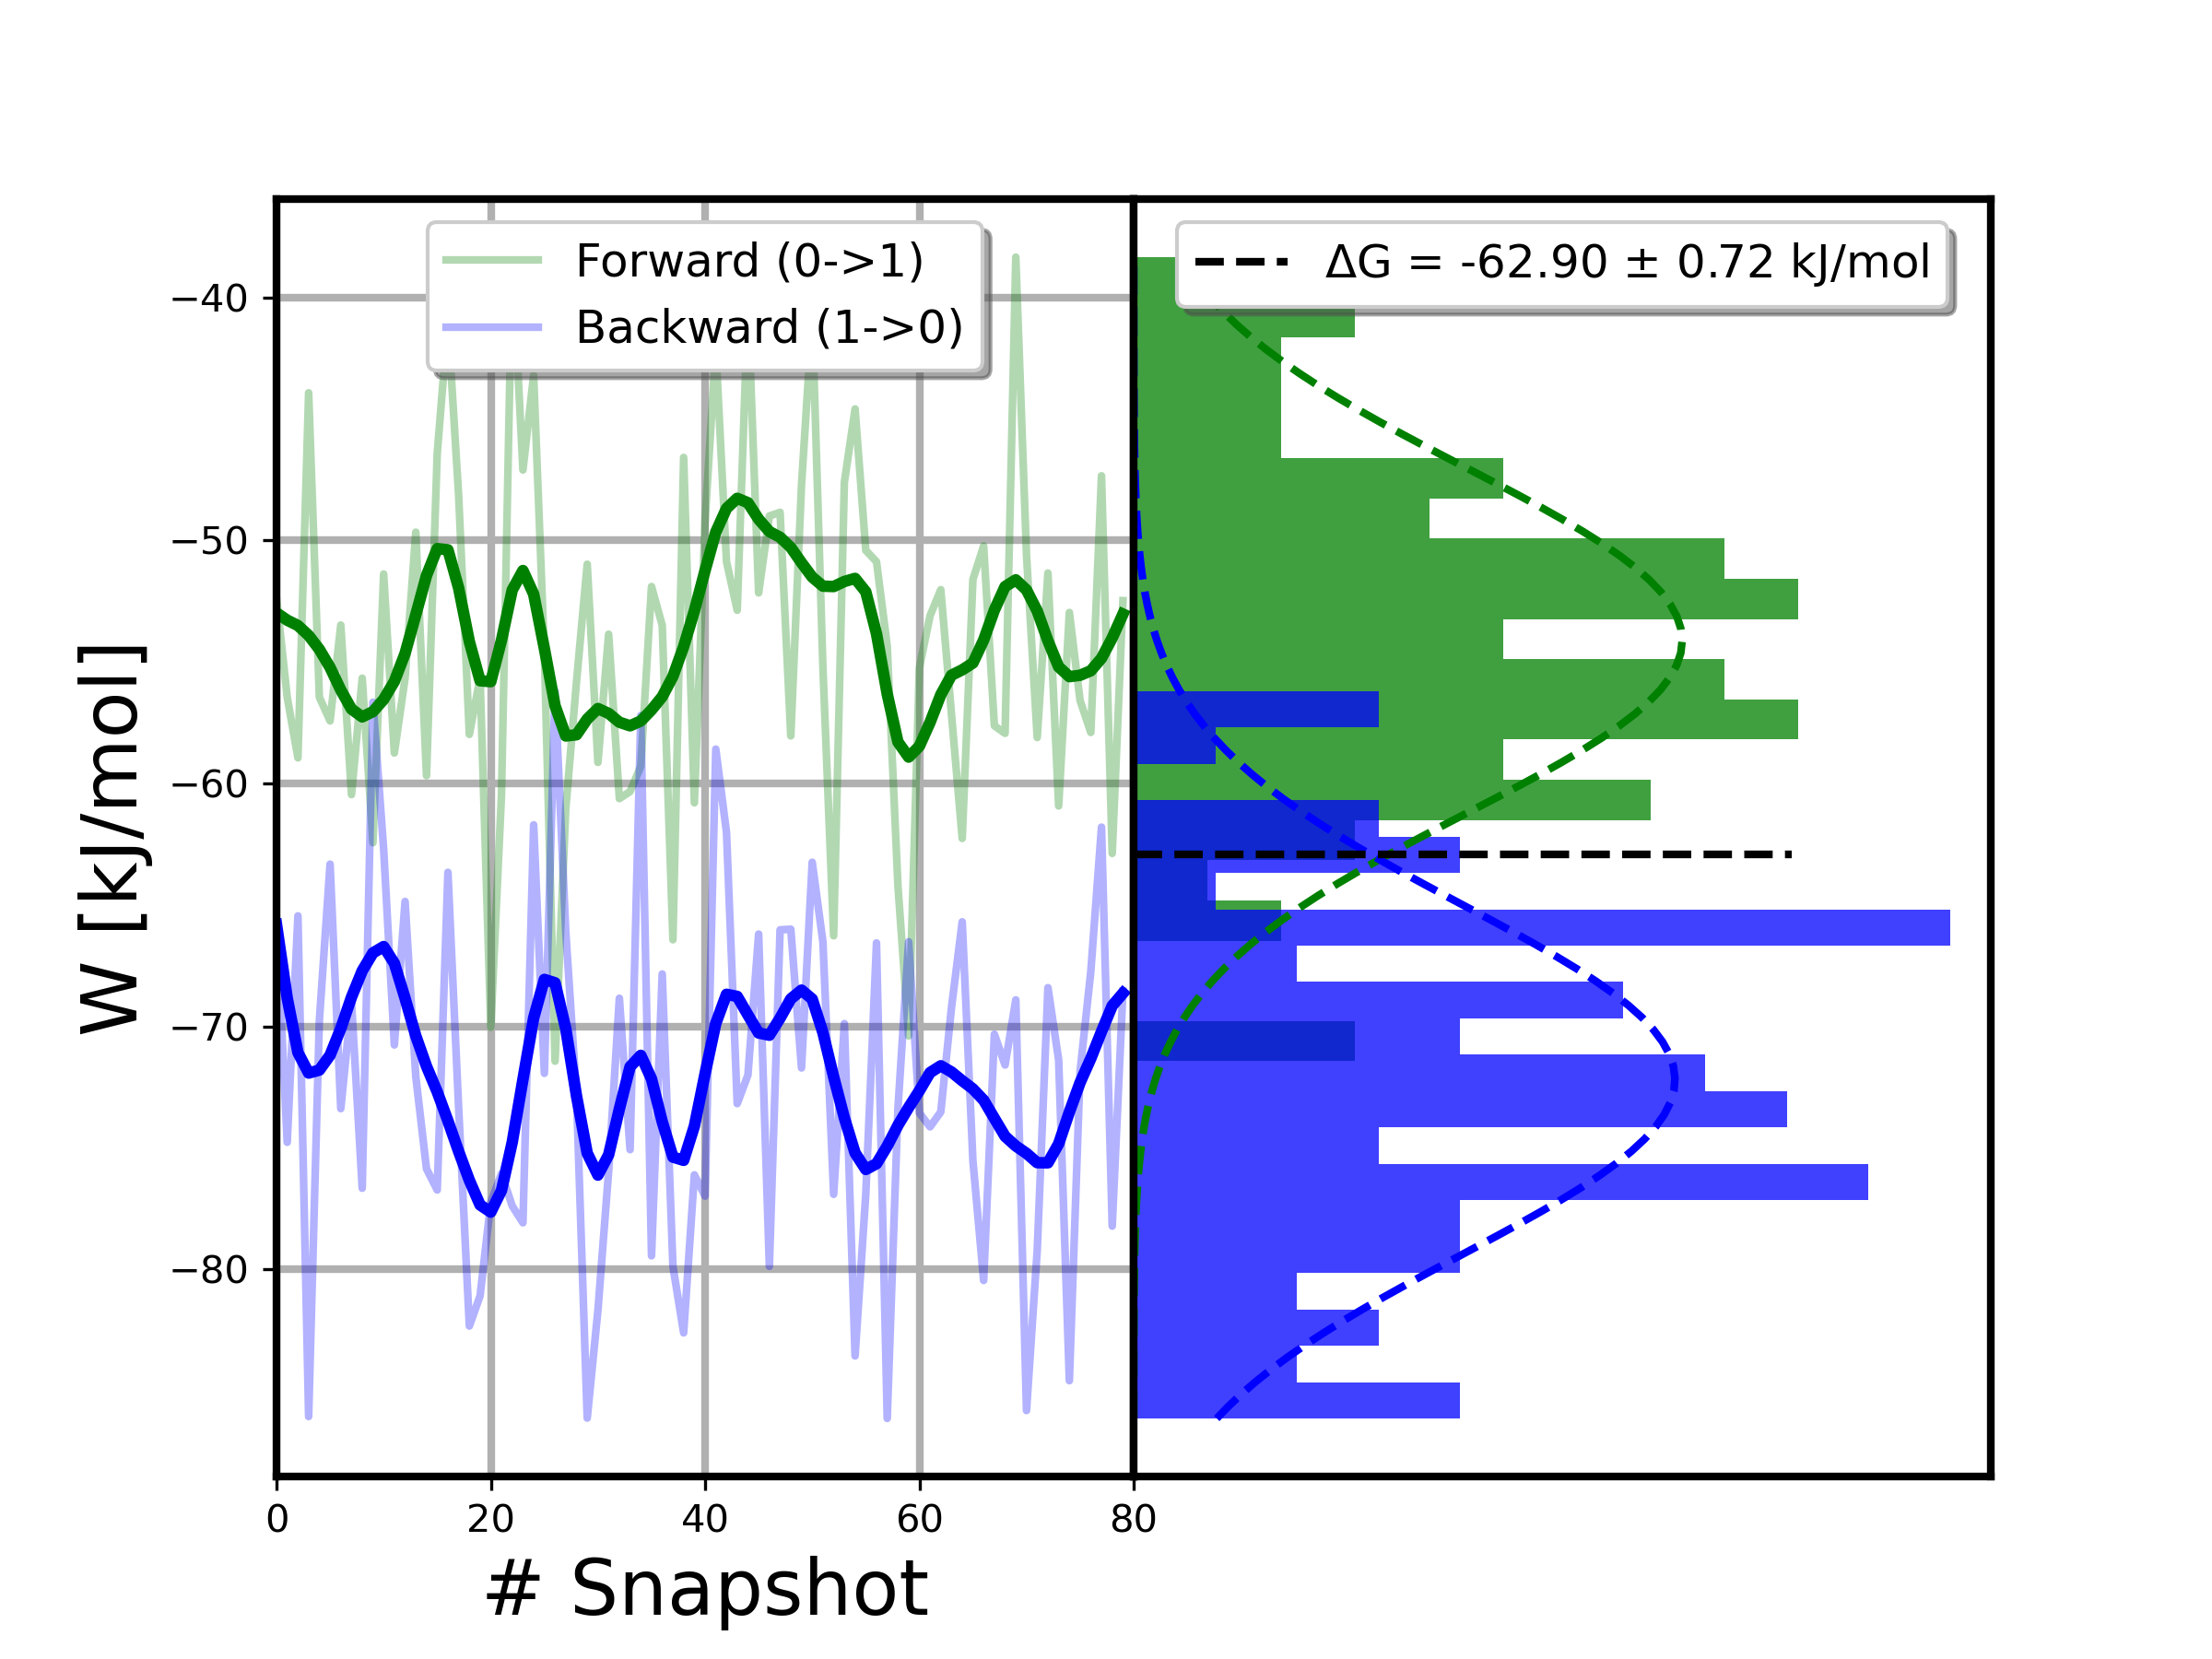 Forward (0->1)
Backward (1->0)
ΔG = -62.90 ± 0.72 kJ/mol
W [kJ/mol]
−40
−50
−60
−70
−80
0
20
40
60
80
# Snapshot